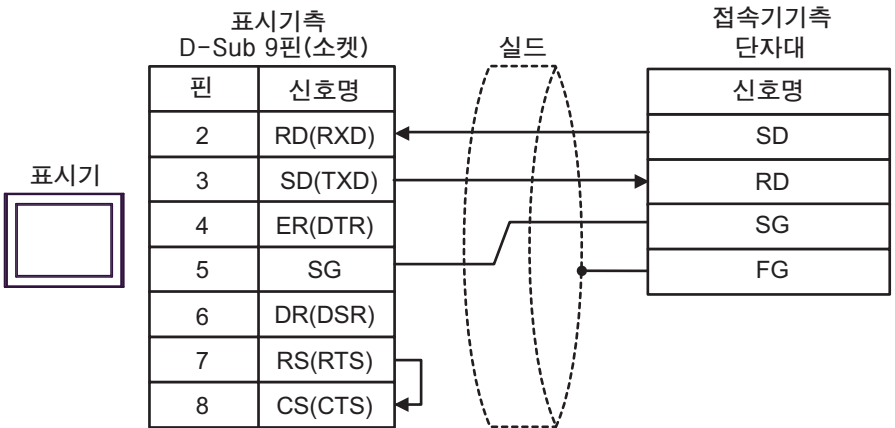 표시기측
D-Sub 9핀(소켓)
실드
접속기기측
단자대
표시기
핀 신호명
2 RD(RXD)
3 SD(TXD)
4 ER(DTR)
5 SG
6 DR(DSR)
7 RS(RTS)
8 CS(CTS)
신호명
SD
RD
SG
FG